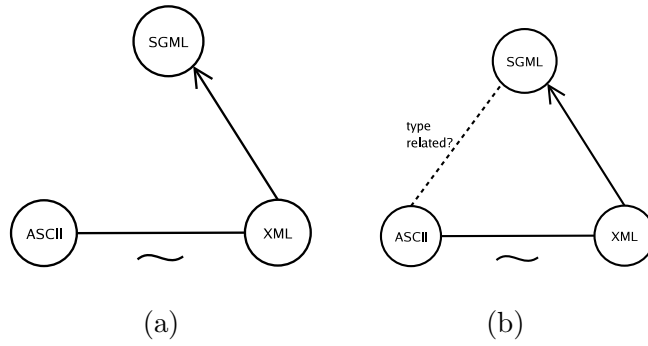 SGML
ASCII
XML
∼
(a)
SGML
type
related?
ASCII
XML
∼
(b)